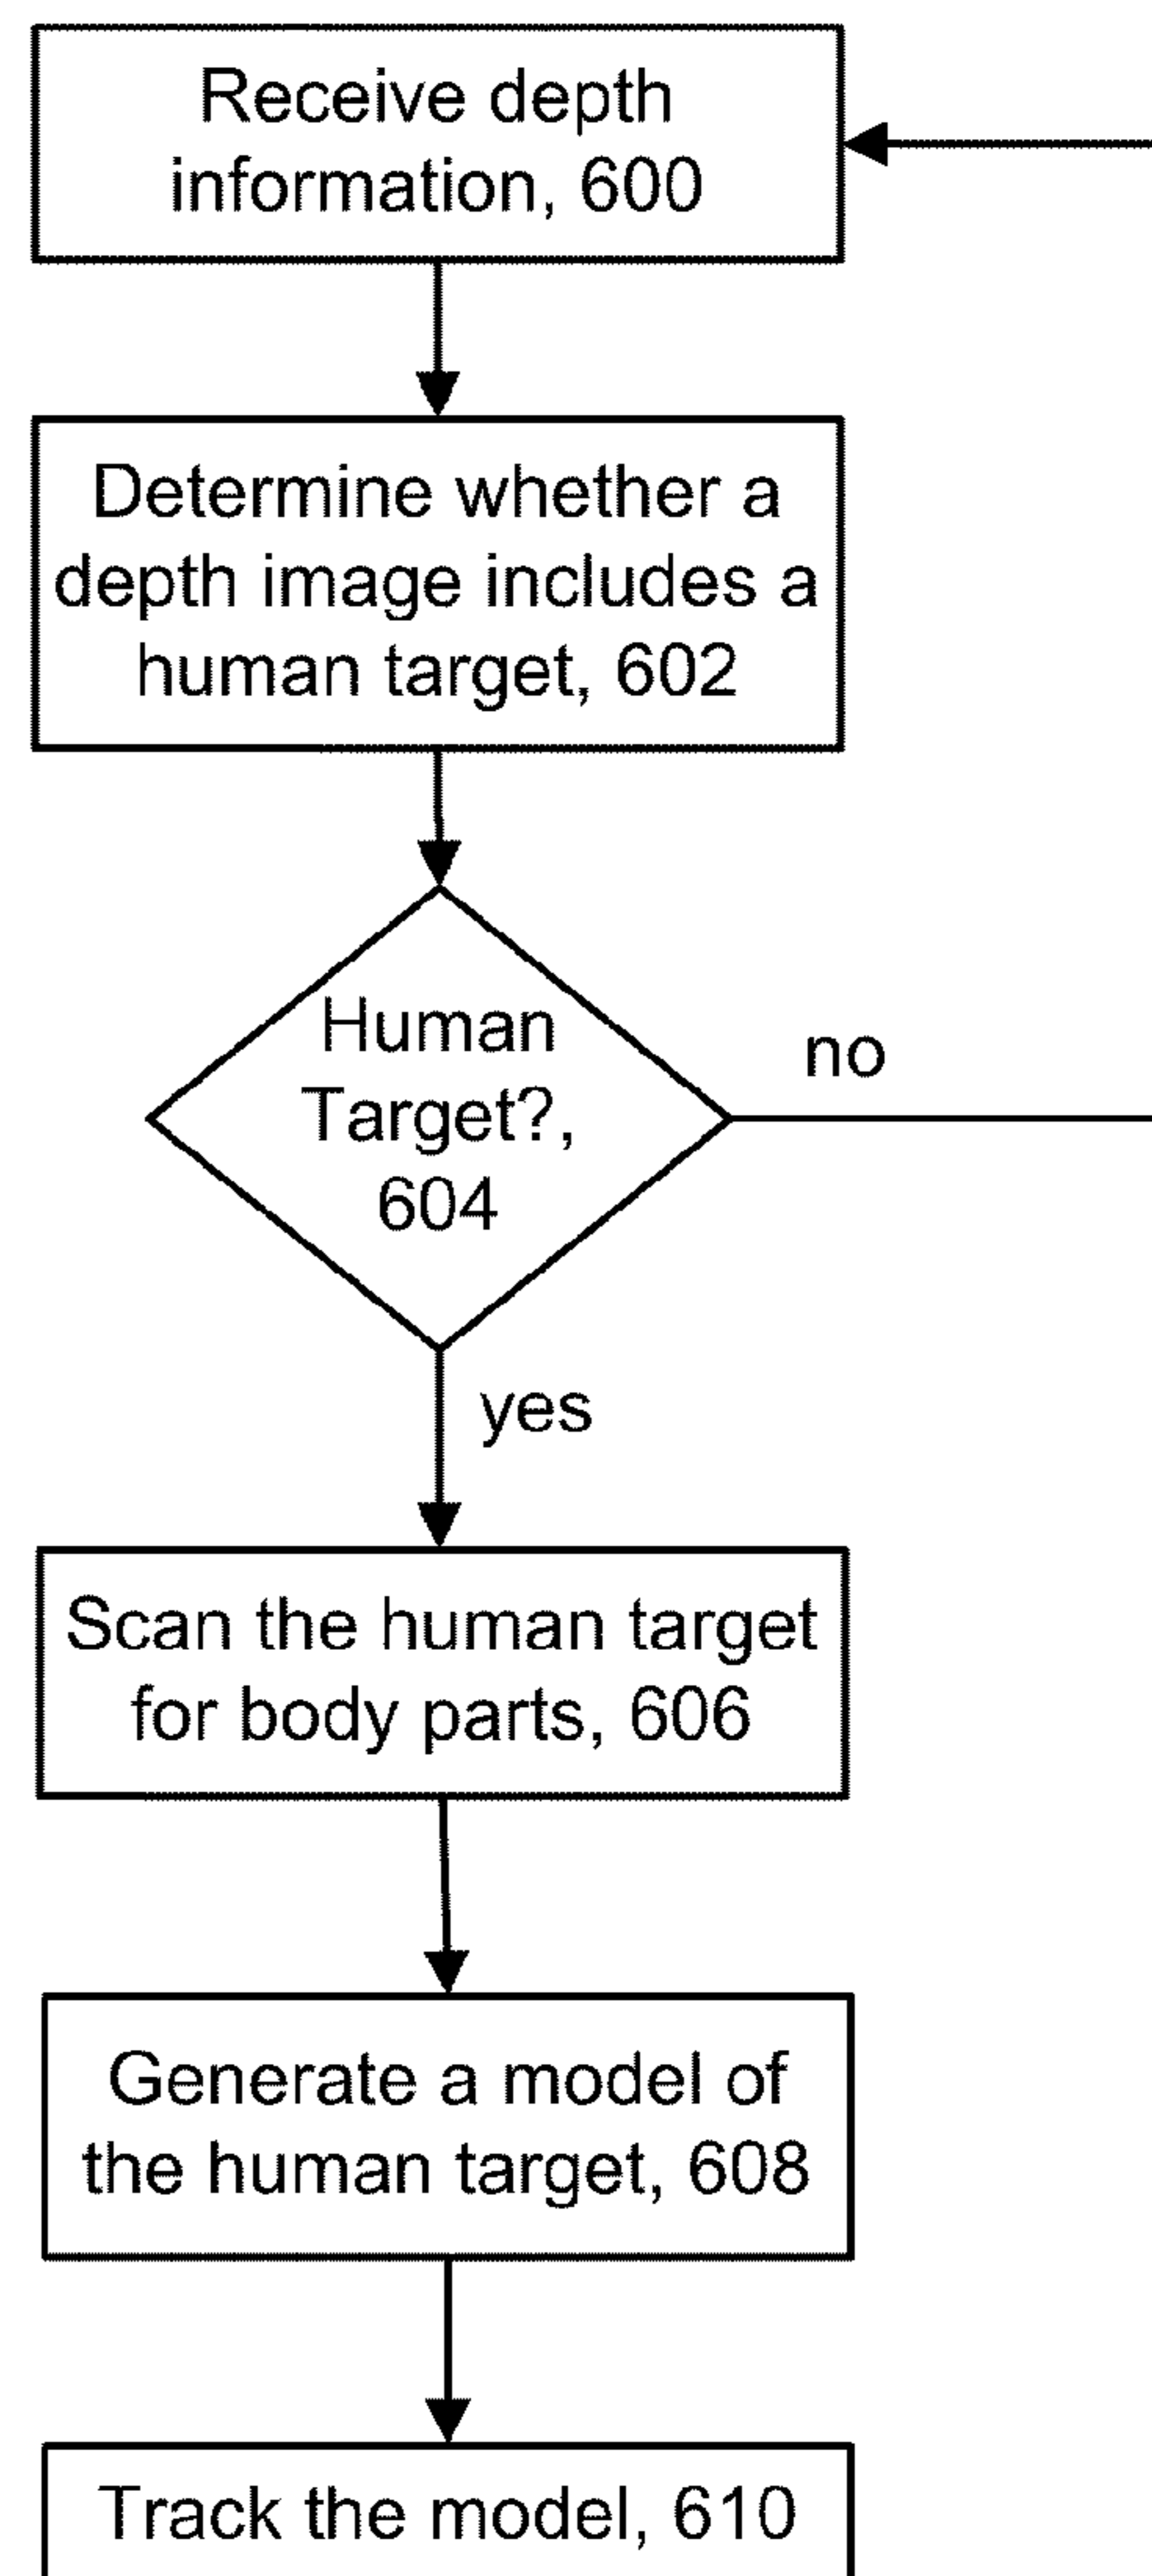 Receive depth
information, 600
Determine whether a
depth image includes a
human target, 602
Human
Target?,
604
no
yes
Scan the human target
for body parts, 606
Generate a model of
the human target, 608
Track the model, 610